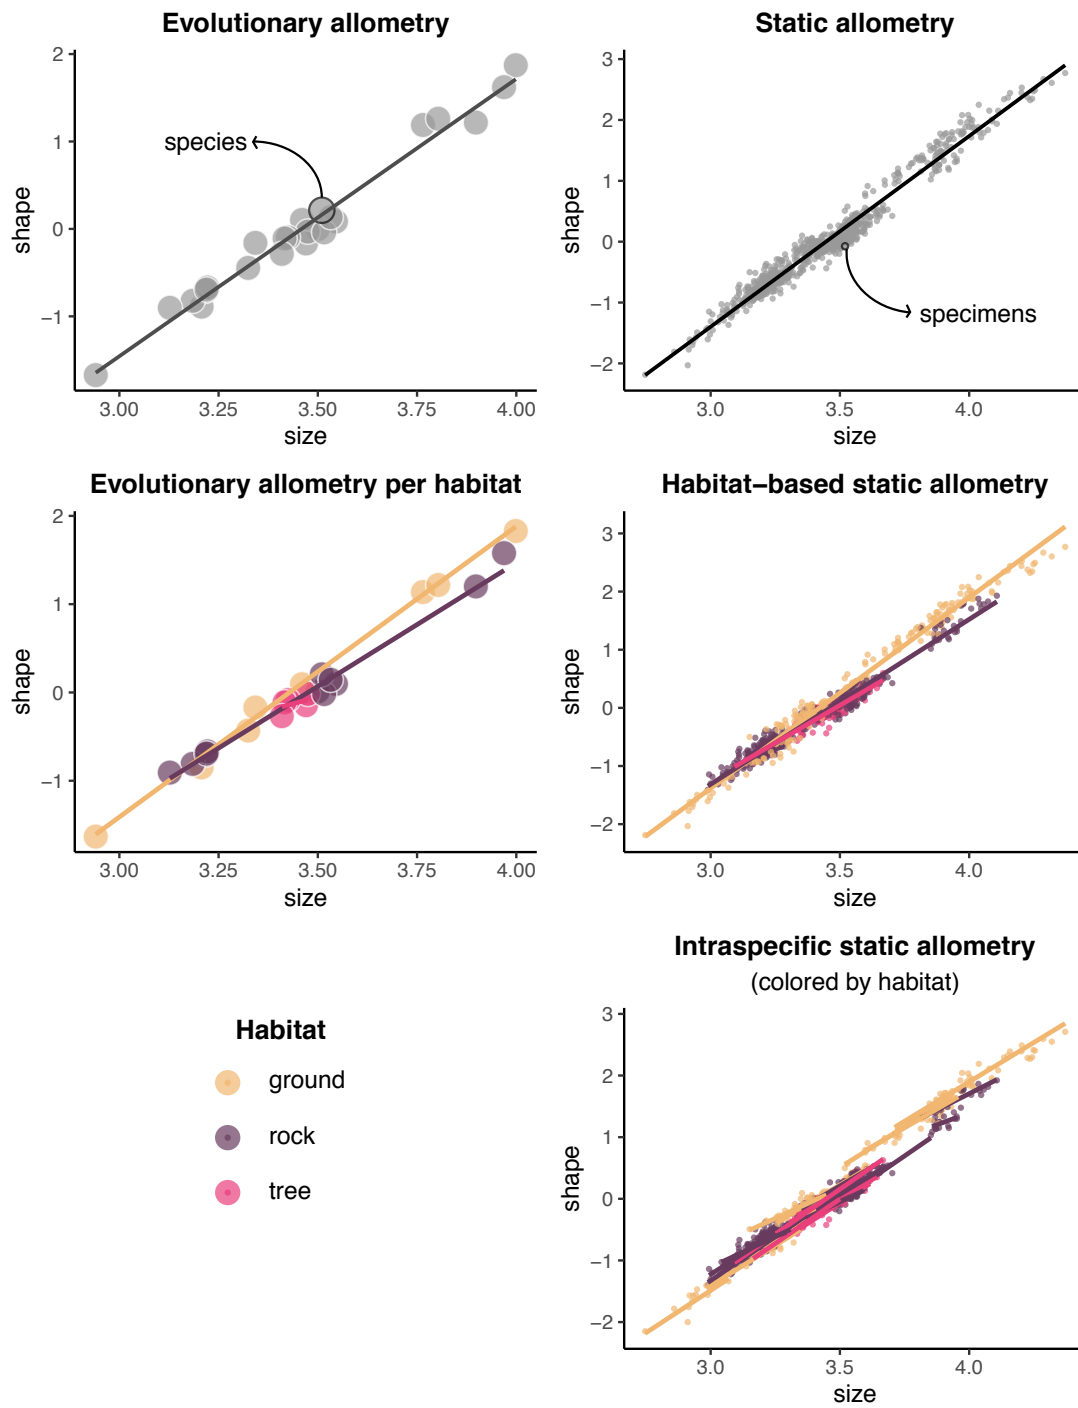 Evolutionary allometry
2
1
0
−1
shape
species
3.00 3.25 3.50 3.75 4.00
size
Static allometry
3
2
1
0
−1
−2
shape
specimens
3.0 3.5 4.0
size
Evolutionary allometry per habitat
2
1
0
−1
shape
3.00 3.25 3.50 3.75 4.00
size
Habitat−based static allometry
3
2
1
0
−1
−2
shape
3.0 3.5 4.0
size
Habitat
ground
rock
tree
Intraspecific static allometry
(colored by habitat)
3
2
1
0
−1
−2
shape
3.0 3.5 4.0
size